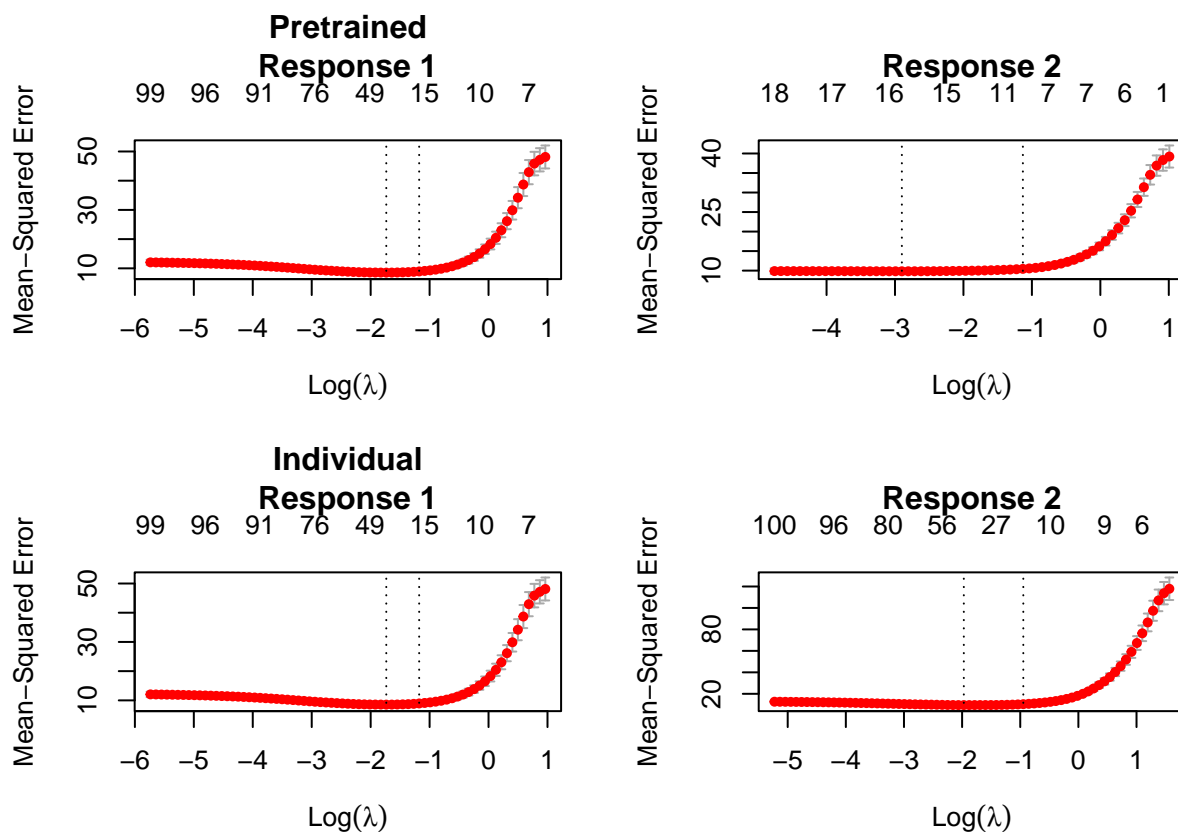 Pretrained
Response 1
99 96 91 76 49 15 10 7
Mean−Squared Error
10 30 50
−6 −5 −4 −3 −2 −1 0 1
Log(λ)
Response 2
18 17 16 15 11 7 7 6 1
Mean−Squared Error
10 25 40
−4 −3 −2 −1 0 1
Log(λ)
Individual
Response 1
99 96 91 76 49 15 10 7
Mean−Squared Error
10 30 50
−6 −5 −4 −3 −2 −1 0 1
Log(λ)
Response 2
100 96 80 56 27 10 9 6
Mean−Squared Error
20 80
−5 −4 −3 −2 −1 0 1
Log(λ)